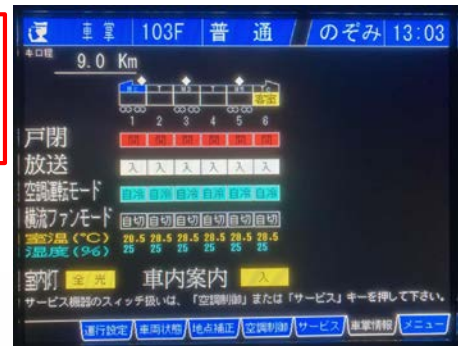 車掌 103F 普通 のぞみ 13:03
キロ程 9.0 Km
客室
1 2 3 4 5 6
戸閉 開 開 開 開 開 開
放送 入 入 入 入 入 入
空調運転モード 自冷 自冷 自冷 自冷 自冷 自冷
横流ファンモード 自切 自切 自切 自切 自切 自切
室温(℃) 28.5 28.5 28.5 28.5 28.5 28.5
湿度(%) 25 25 25 25 25 25
室内灯 全光 車内案内 入
サービス機器のスイッチ扱いは、「空調制御」または「サービス」キーを押して下さい。
運行設定 車両状態 地点補正 空調制御 サービス 車掌情報 メニュー